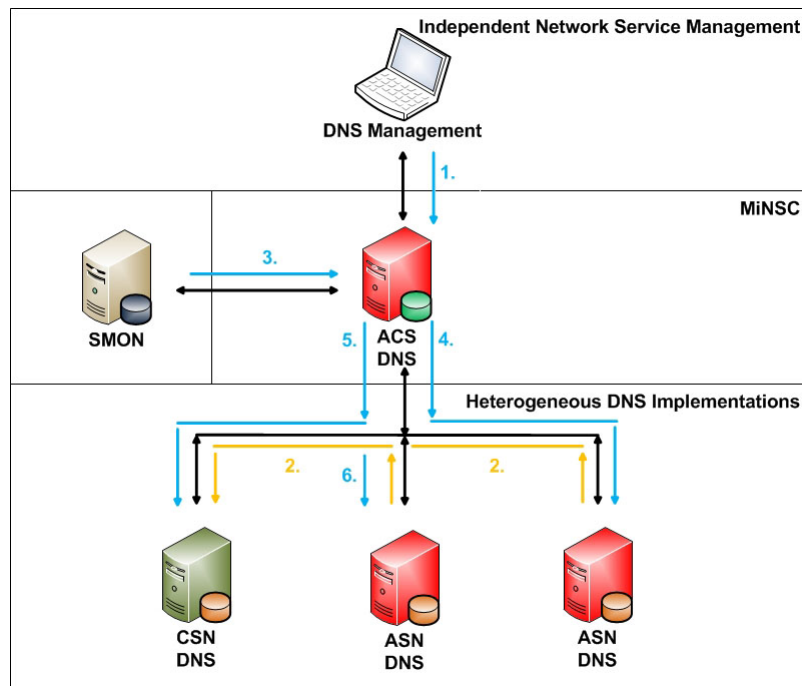 Independent Network Service Management
DNS Management
1.
MiNSC
3.
SMON
5.
ACS
DNS
4.
Heterogeneous DNS Implementations
2.
6.
2.
CSN
DNS
ASN
DNS
ASN
DNS